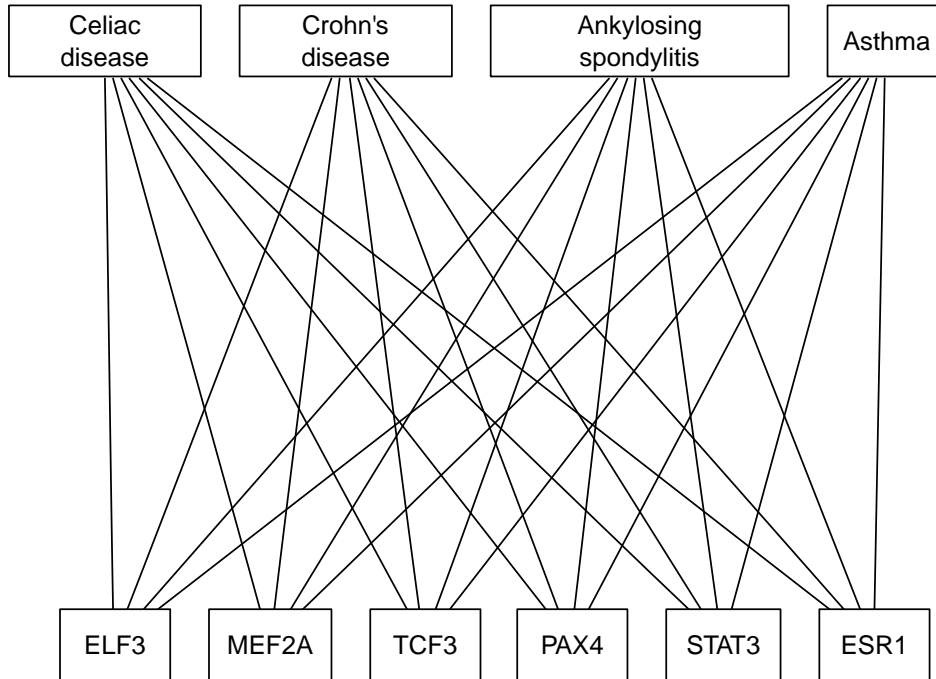 Celiac
disease
Crohn's
disease
Ankylosing
spondylitis
Asthma
ELF3
MEF2A
TCF3
PAX4
STAT3
ESR1